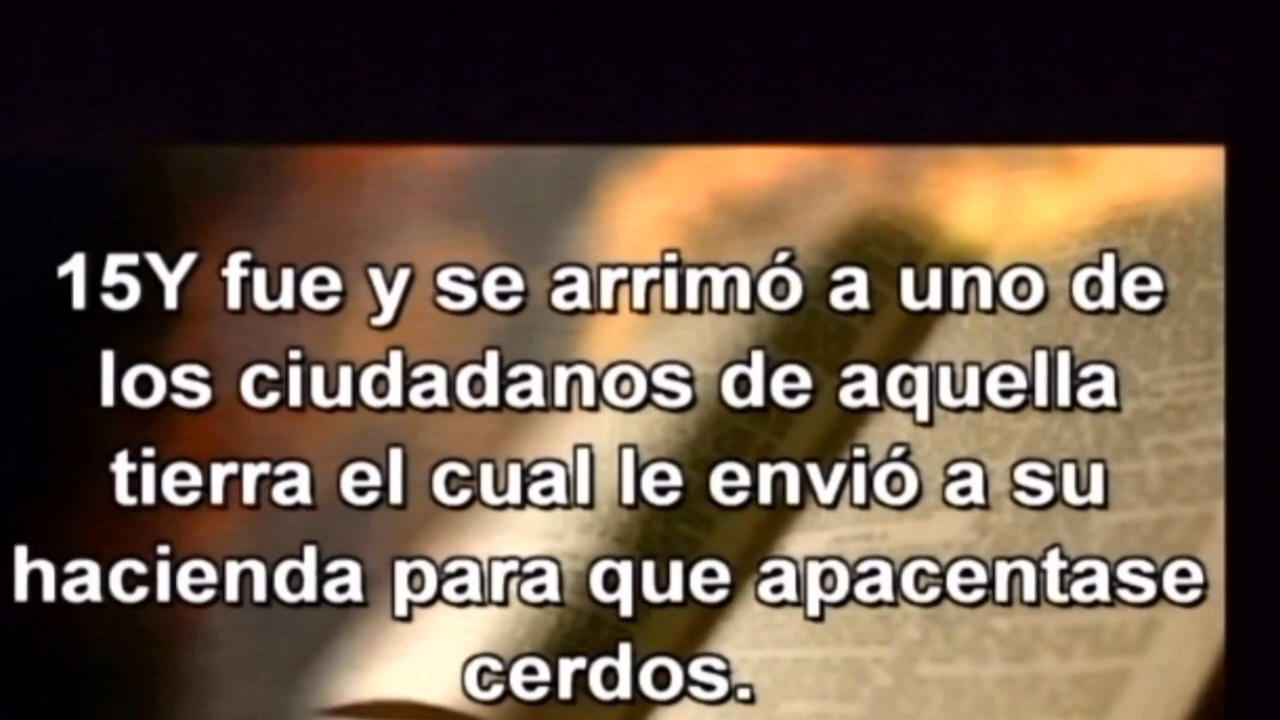 15Y fue y se arrimó a uno de
los ciudadanos de aquella
tierra el cual le envió a su
hacienda para que apacentase
cerdos.